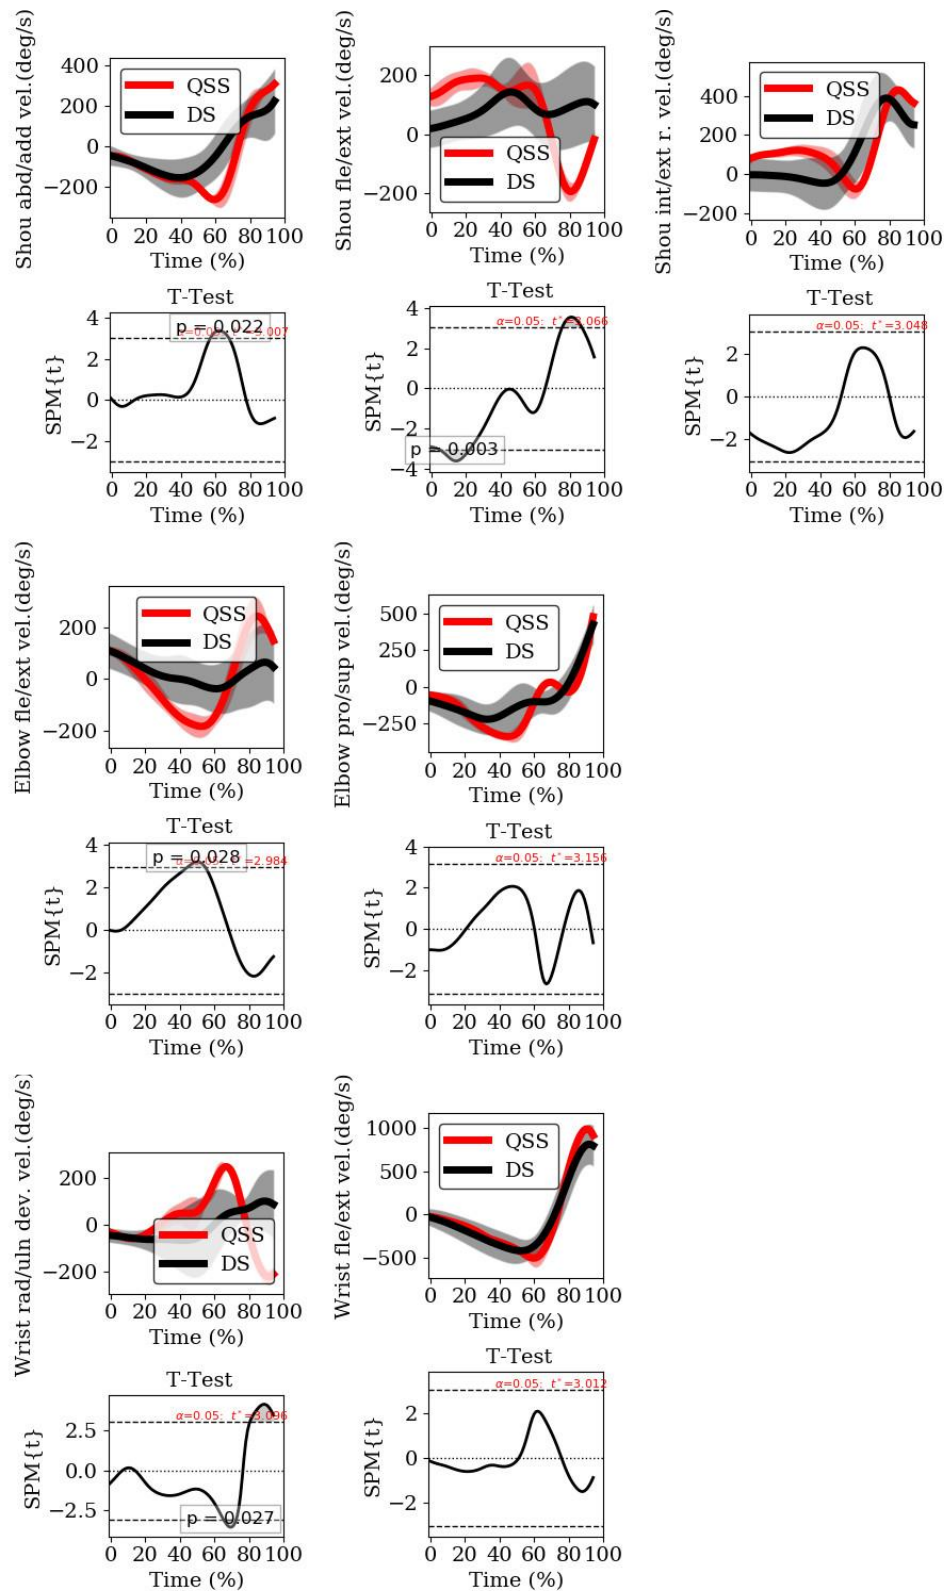 Shou abd/add vel.(deg/s)
400
200
0
−200
QSS
DS
0 20 40 60 80 100
Time (%)
Shou fle/ext vel.(deg/s)
200
0
−200
QSS
DS
0 20 40 60 80 100
Time (%)
Shou int/ext r. vel.(deg/s)
400
200
0
−200
QSS
DS
0 20 40 60 80 100
Time (%)
T-Test
SPM{t}
4
2
0
−2
p = 0.022
0 20 40 60 80 100
Time (%)
T-Test
SPM{t}
4
2
0
−2
−4
α=0.05: t*=3.066
p = 0.003
0 20 40 60 80 100
Time (%)
T-Test
SPM{t}
2
0
−2
α=0.05: t*=3.048
0 20 40 60 80 100
Time (%)
Elbow fle/ext vel.(deg/s)
200
0
−200
QSS
DS
0 20 40 60 80 100
Time (%)
Elbow pro/sup vel.(deg/s)
500
250
0
−250
QSS
DS
0 20 40 60 80 100
Time (%)
T-Test
SPM{t}
4
2
0
−2
p = 0.028
α=0.05: t*=2.984
0 20 40 60 80 100
Time (%)
T-Test
SPM{t}
4
2
0
−2
α=0.05: t*=3.156
0 20 40 60 80 100
Time (%)
Wrist rad/uln dev. vel.(deg/s)
200
0
−200
QSS
DS
0 20 40 60 80 100
Time (%)
Wrist fle/ext vel.(deg/s)
1000
500
0
−500
QSS
DS
0 20 40 60 80 100
Time (%)
T-Test
SPM{t}
2.5
0.0
−2.5
α=0.05: t*=3.096
p = 0.027
0 20 40 60 80 100
Time (%)
T-Test
SPM{t}
2
0
−2
α=0.05: t*=3.012
0 20 40 60 80 100
Time (%)